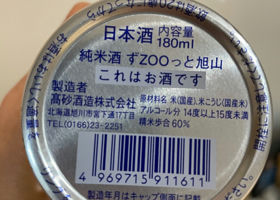 日本酒 内容量 180ml
純米酒 ずZOOっと旭山
これはお酒です
製造者
髙砂酒造株式会社
北海道旭川市宮下通17丁目
TEL(0166)23-2251
原材料名/米(国産)、米こうじ(国産米)
アルコール分 14度以上15度未満
精米歩合 60%
4 969715 911611
製造年月はキャップ側面に記載